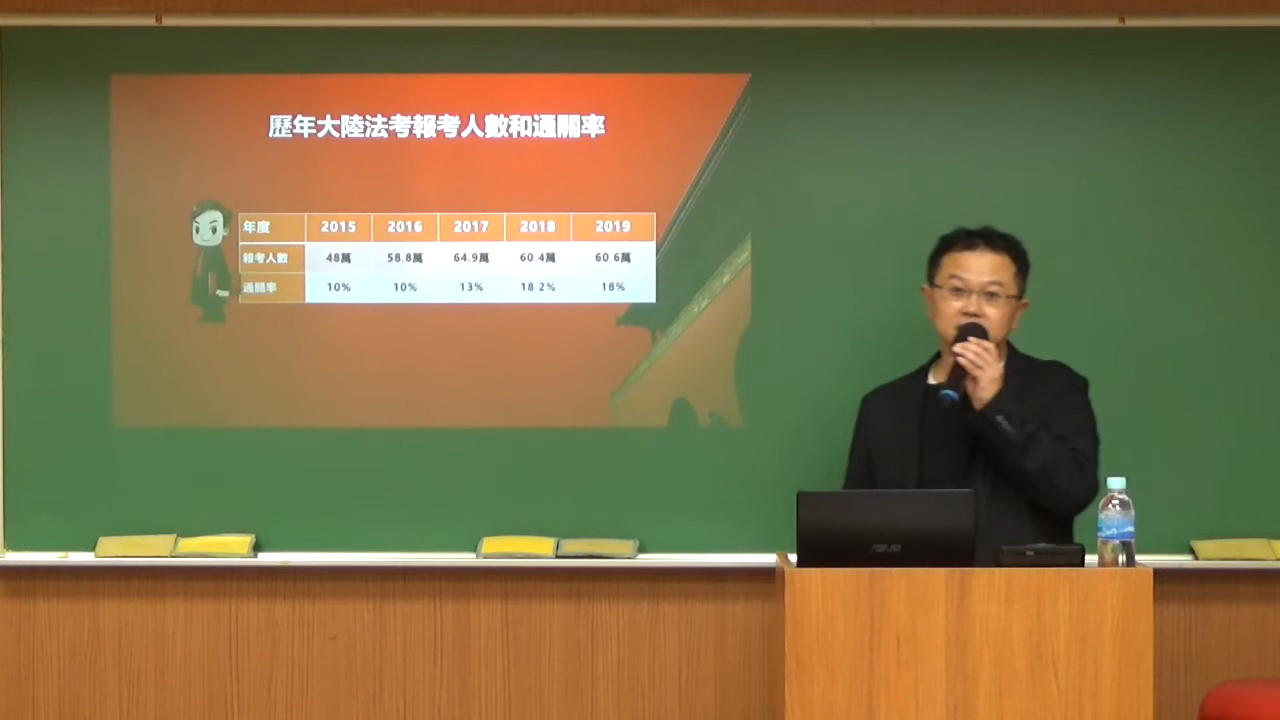 歷年大陸法考報考人數和通關率
年度 2015 2016 2017 2018 2019
報考人數 48萬 58.8萬 64.9萬 60.4萬 60.6萬
通關率 10% 10% 13% 18.2% 18%
ASUS